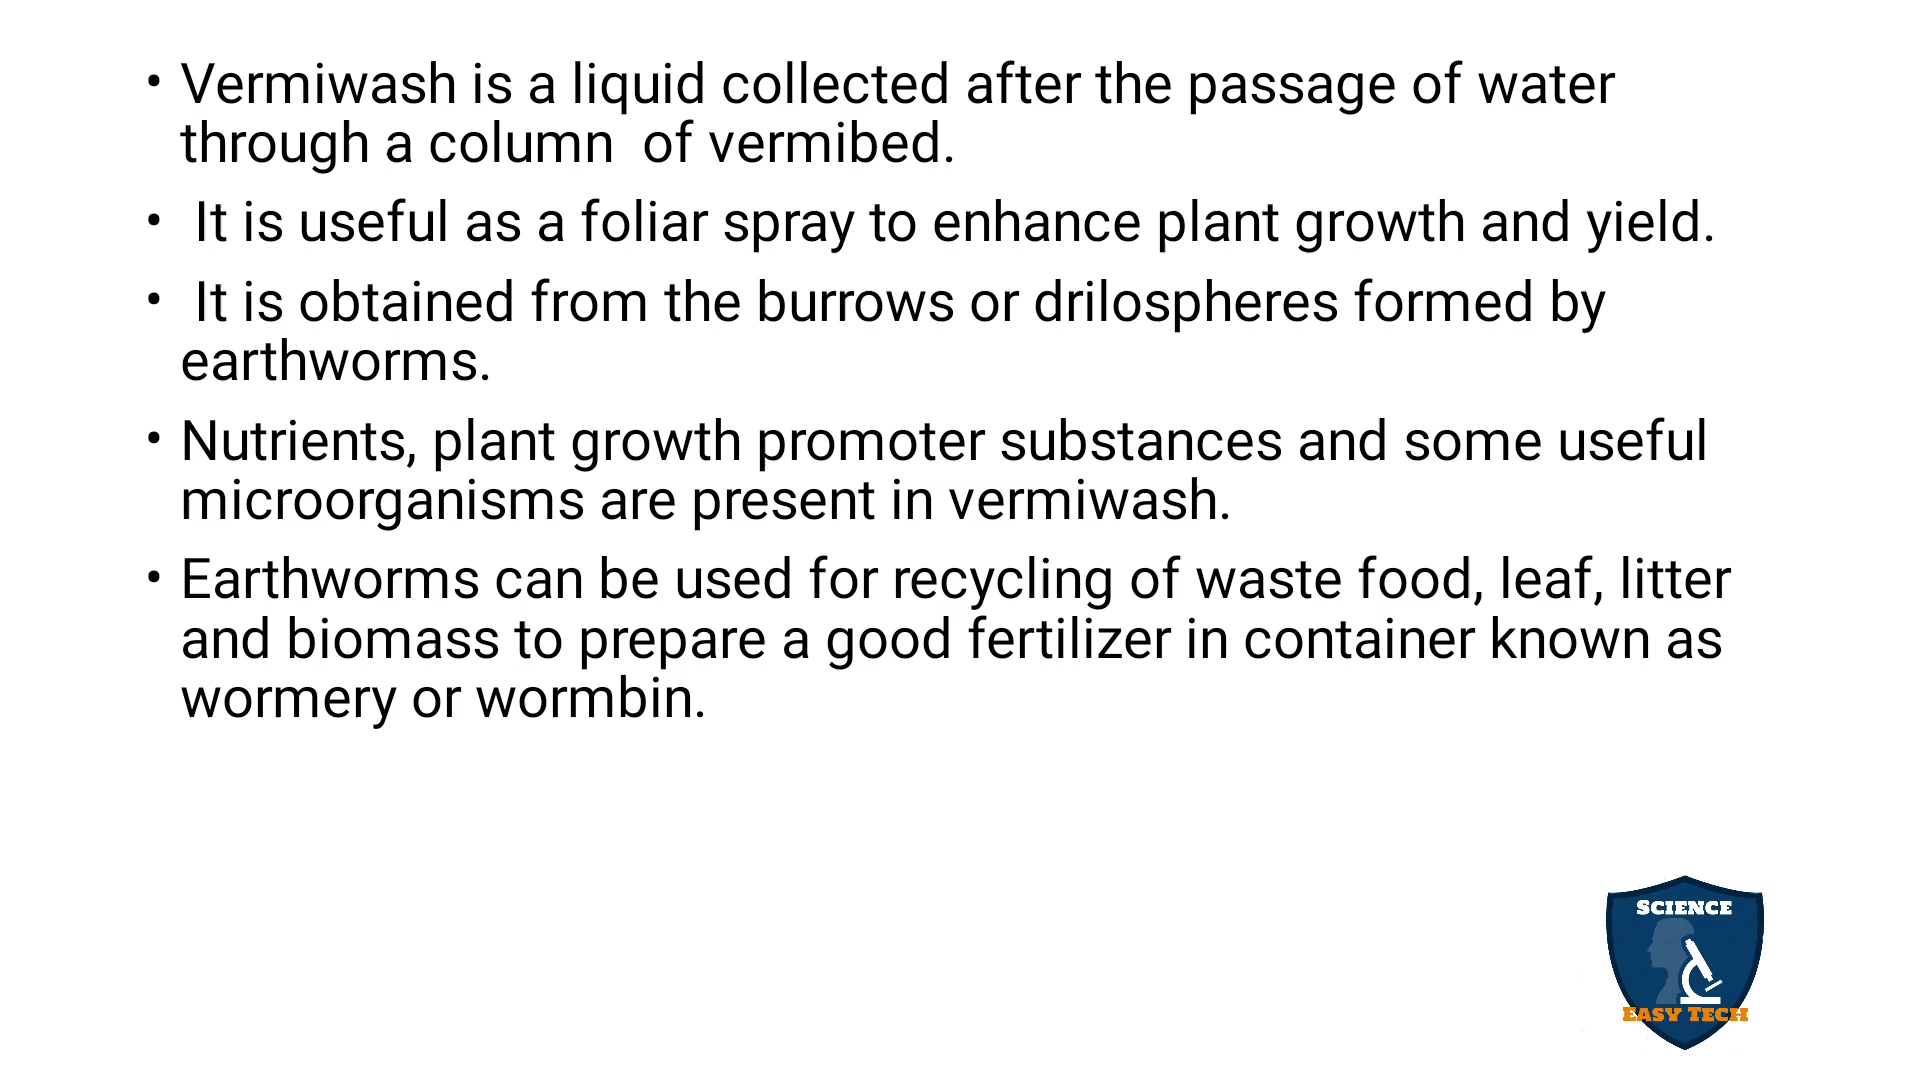 • Vermiwash is a liquid collected after the passage of water
through a column  of vermibed.
•  It is useful as a foliar spray to enhance plant growth and yield.
•  It is obtained from the burrows or drilospheres formed by
earthworms.
• Nutrients, plant growth promoter substances and some useful
microorganisms are present in vermiwash.
• Earthworms can be used for recycling of waste food, leaf, litter
and biomass to prepare a good fertilizer in container known as
wormery or wormbin.
SCIENCE
EASY TECH